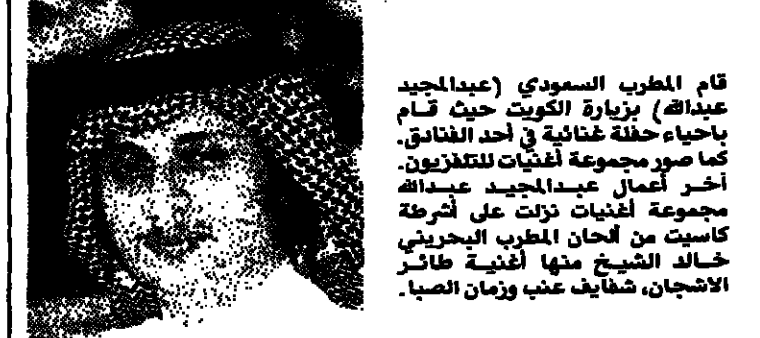 قام المطرب السعودي (عبدالمجيد
عبدالله) بزيارة الكويت حيث قام
باحياء حفلة غنائية في أحد الفنادق.
كما صور مجموعة أغنيات للتلفزيون.
أخر أعمال عبدالمجيد عبدالله
مجموعة أغنيات نزلت على أشرطة
كاسيت من ألحان المطرب البحريني
خالد الشيخ منها أغنية طائر
الاشجان، شفايف عنب وزمان الصبا.